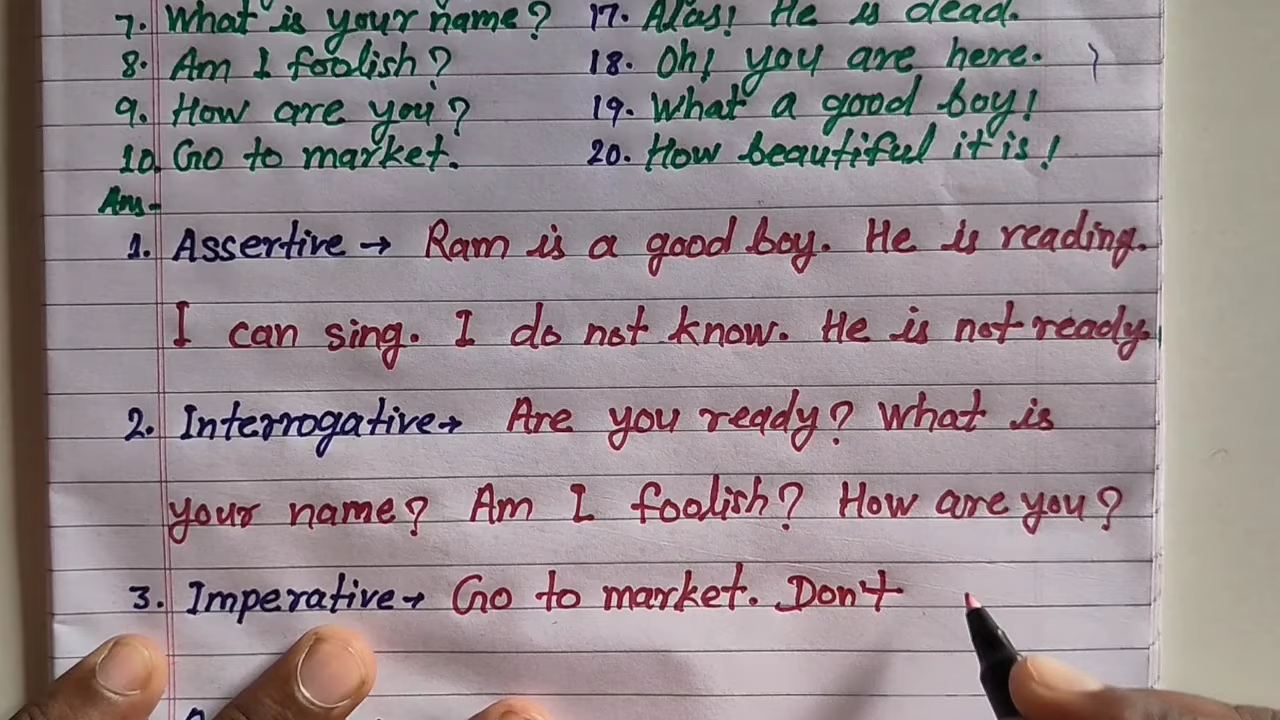 7. What is your name? 17. Alas! He is dead.
8. Am I foolish? 18. Oh! you are here.
9. How are you? 19. What a good boy!
10. Go to market. 20. How beautiful it is!
Ans-
1. Assertive → Ram is a good boy. He is reading.
I can sing. I do not know. He is not ready.
2. Interrogative → Are you ready? What is
your name? Am I foolish? How are you?
3. Imperative → Go to market. Don't